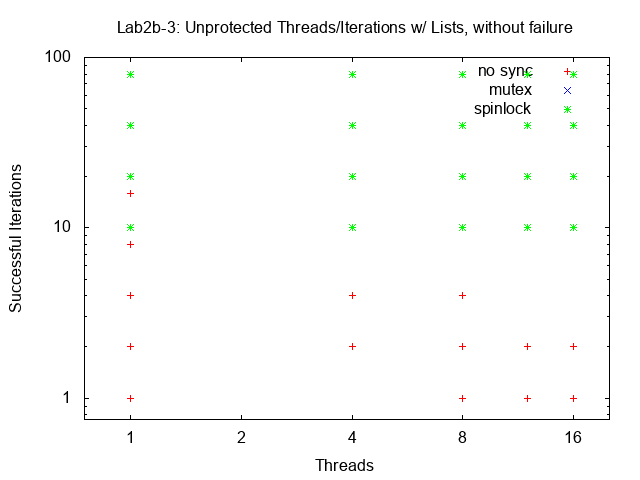 Lab2b-3: Unprotected Threads/Iterations w/ Lists, without failure
100
no sync
mutex
spinlock
Successful Iterations
10
1
1 2 4 8 16
Threads